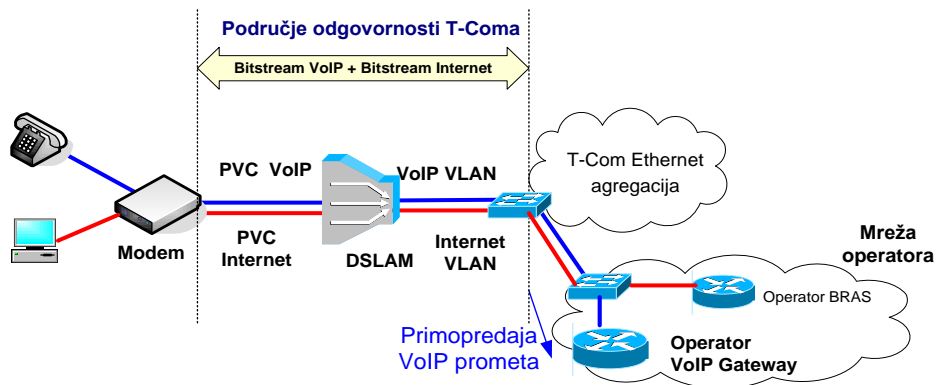 Područje odgovornosti T-Coma
Bitstream VoIP + Bitstream Internet
PVC VoIP
VoIP VLAN
T-Com Ethernet
agregacija
Modem
PVC
Internet
DSLAM
Internet
VLAN
Mreža
operatora
Operator BRAS
Primopredaja
VoIP prometa
Operator
VoIP Gateway